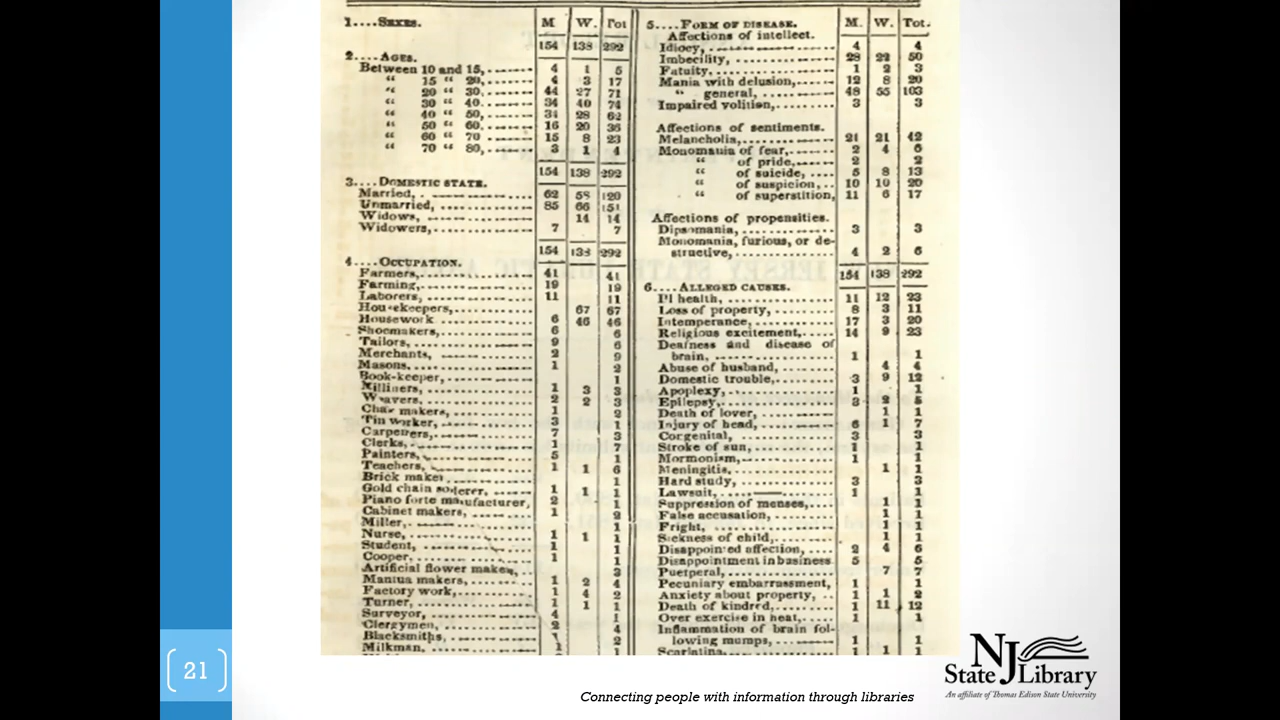 1....SEXES. M W. Tot
154 138 292
2....AGES.
Between 10 and 15, 4 1 5
" 15 " 20, 4 3 17
" 20 " 30, 44 27 71
" 30 " 40. 34 40 74
" 40 " 50, 34 28 62
" 50 " 60. 16 20 36
" 60 " 70 15 8 23
" 70 " 80, 3 1 4
154 138 292
3....DOMESTIC STATE.
Married, 62 58 120
Unmarried, 85 66 151
Widows, 14 14
Widowers, 7 7
154 138 292
4....OCCUPATION.
Farmers, 41 41
Farming, 19 19
Laborers, 11 11
Housekeepers, 67 67
Housework 6 46 46
Shoemakers, 6 6
Tailors, 9 6
Merchants, 2 9
Masons, 1 2
Book-keeper, 1
Milliners, 1 3 3
Weavers, 2 2 3
Chair makers, 1 2
Tin worker, 3 1
Carpenters, 7 3
Clerks, 1 7
Painters, 5 1
Teachers, 1 1 6
Brick maker 1
Gold chain soderer, 1 1 1
Piano forte manufacturer, 2 1
Cabinet makers, 1 2
Miller, 1
Nurse, 1 1 1
Student, 1 1
Cooper, 1 1
Artificial flower maker, 3
Mantua makers, 1 2 4
Factory work, 1 4 2
Turner, 1 1 1
Surveyor, 4 1
Clergymen, 2 4
Blacksmiths, 1 2
Milkman, 1 1
5....FORM OF DISEASE. M. W. Tot.
Affections of intellect.
Idiocy, 4 4
Imbecility, 28 22 50
Fatuity, 1 2 3
Mania with delusion, 12 8 20
" general, 48 55 103
Impaired volition, 3 3
Affections of sentiments.
Melancholia, 21 21 42
Monomania of fear, 2 4 6
" of pride, 2 2
" of suicide, 5 8 13
" of suspicion, 10 10 20
" of superstition, 11 6 17
Affections of propensities.
Dipsomania, 3 3
Monomania, furious, or de-
structive, 4 2 6
154 138 292
6....ALLEGED CAUSES.
Ill health, 11 12 23
Loss of property, 8 3 11
Intemperance, 17 3 20
Religious excitement, 14 9 23
Deafness and disease of
brain, 1 1
Abuse of husband, 4 4
Domestic trouble, 3 9 12
Apoplexy, 1 1
Epilepsy, 3 2 5
Death of lover, 1 1
Injury of head, 6 1 7
Congenital, 3 3
Stroke of sun, 1 1
Mormonism, 1 1
Meningitis, 1 1
Hard study, 3 3
Lawsuit, 1 1
Suppression of menses, 1 1
False accusation, 1 1
Fright, 1 1
Sickness of child, 1 1
Disappointed affection, 2 4 6
Disappointment in business 5 5
Puerperal, 7 7
Pecuniary embarrassment, 1 1
Anxiety about property, 1 1 2
Death of kindred, 1 11 12
Over exercise in heat, 1 1
Inflammation of brain fol-
lowing mumps, 1 1
Scarlatina, 1 1 1
21
Connecting people with information through libraries
NJ
State Library
An affiliate of Thomas Edison State University